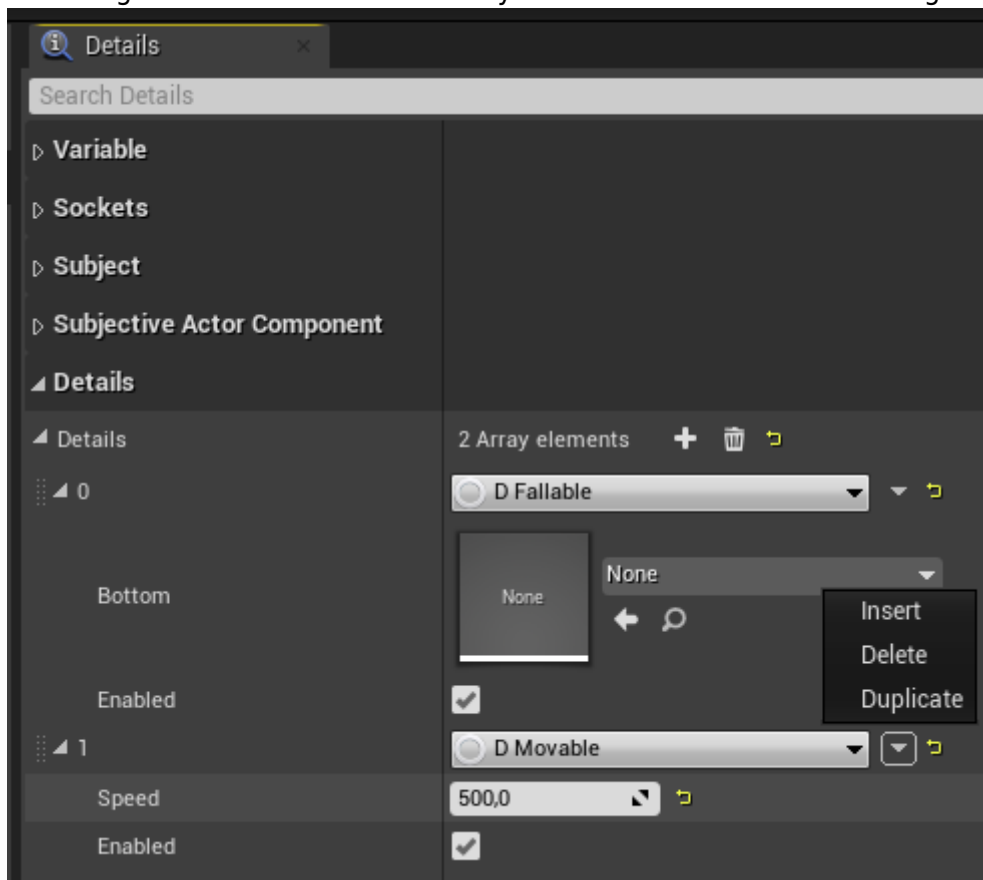 Details
Search Details
Variable
Sockets
Subject
Subjective Actor Component
Details
Details 2 Array elements
0 D Fallable
Bottom None None
Insert
Delete
Enabled Duplicate
1 D Movable
Speed 500,0
Enabled